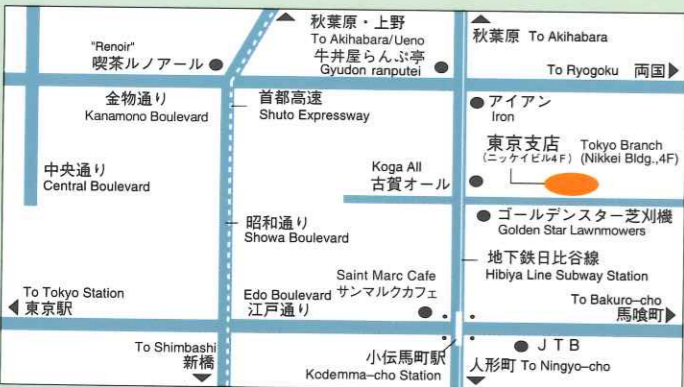 秋葉原・上野
To Akihabara/Ueno
秋葉原 To Akihabara
"Renoir"
喫茶ルノアール
牛井屋らんぷ亭
Gyudon ranputei
To Ryogoku 両国
金物通り
Kanamono Boulevard
首都高速
Shuto Expressway
アイアン
Iron
東京支店
(ニッケイビル4F)
Tokyo Branch
(Nikkei Bldg.,4F)
中央通り
Central Boulevard
Koga All
古賀オール
昭和通り
Showa Boulevard
ゴールデンスター芝刈機
Golden Star Lawnmowers
地下鉄日比谷線
Hibiya Line Subway Station
To Tokyo Station
東京駅
Edo Boulevard
江戸通り
Saint Marc Cafe
サンマルクカフェ
To Bakuro-cho
馬喰町
To Shimbashi
新橋
小伝馬町駅
Kodemma-cho Station
JTB
人形町 To Ningyo-cho